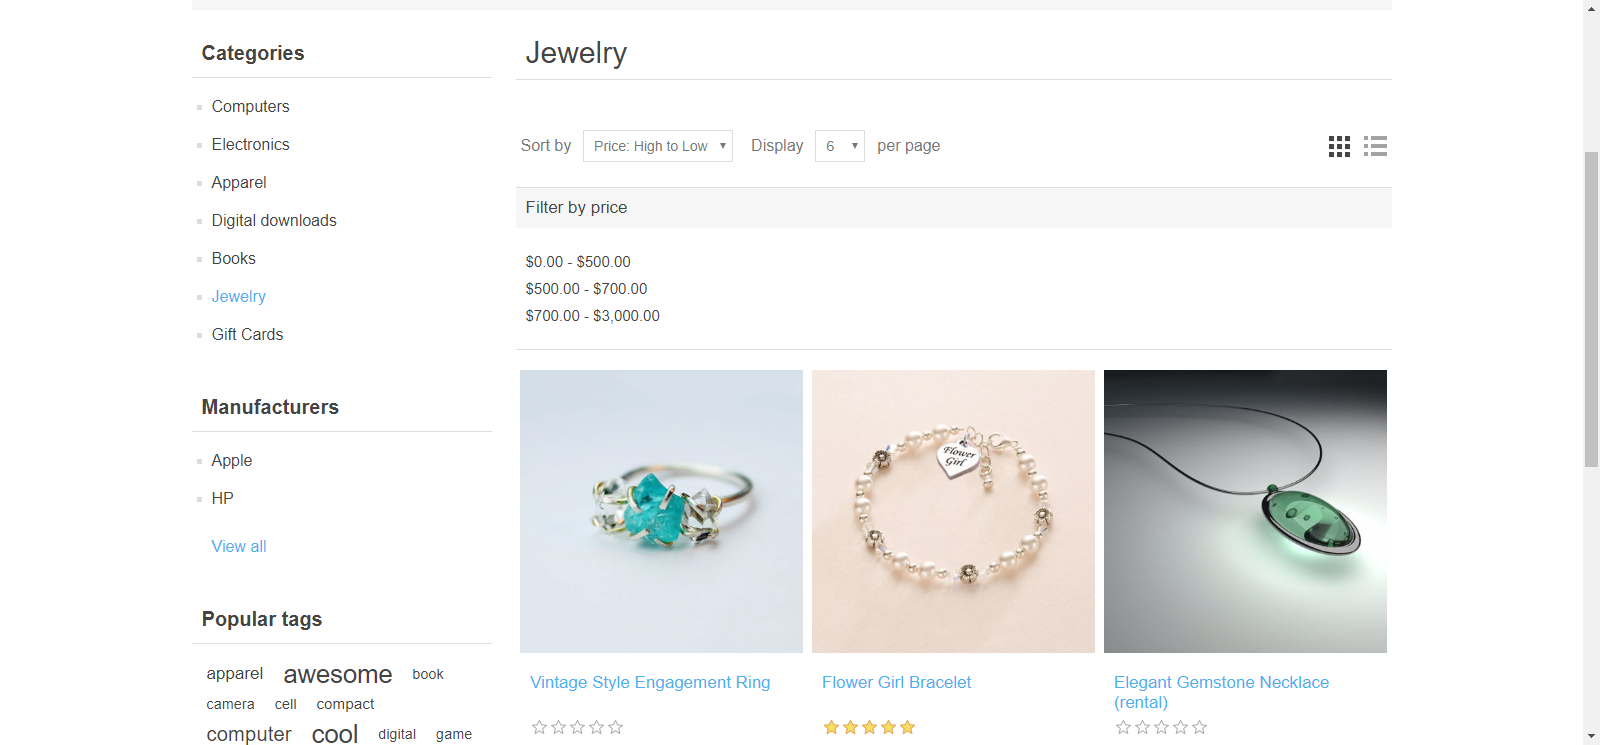 Categories
Computers
Electronics
Apparel
Digital downloads
Books
Jewelry
Gift Cards
Manufacturers
Apple
HP
View all
Popular tags
apparel awesome book
camera cell compact
computer cool digital game
Jewelry
Sort by Price: High to Low Display 6 per page
Filter by price
$0.00 - $500.00
$500.00 - $700.00
$700.00 - $3,000.00
Flower
Girl
Vintage Style Engagement Ring
Flower Girl Bracelet
Elegant Gemstone Necklace
(rental)